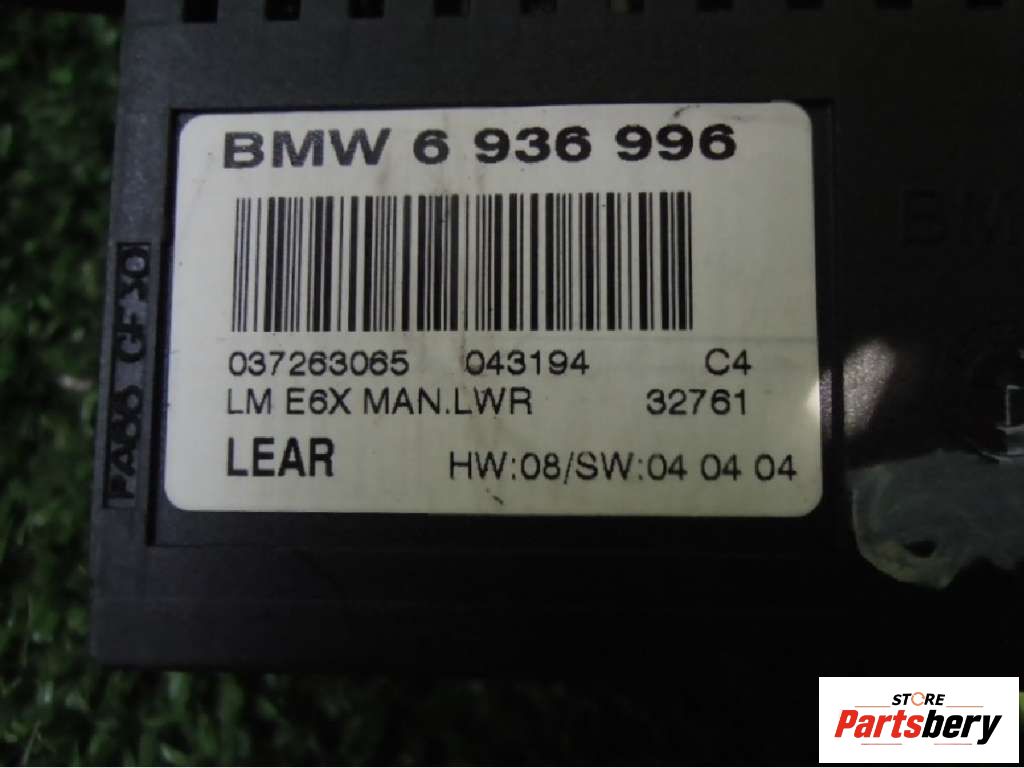 BMW 6 936 996
037263065 043194 C4
LM E6X MAN.LWR 32761
LEAR HW:08/SW:04 04 04
PA66 GF30
BM
STORE
Partsbery